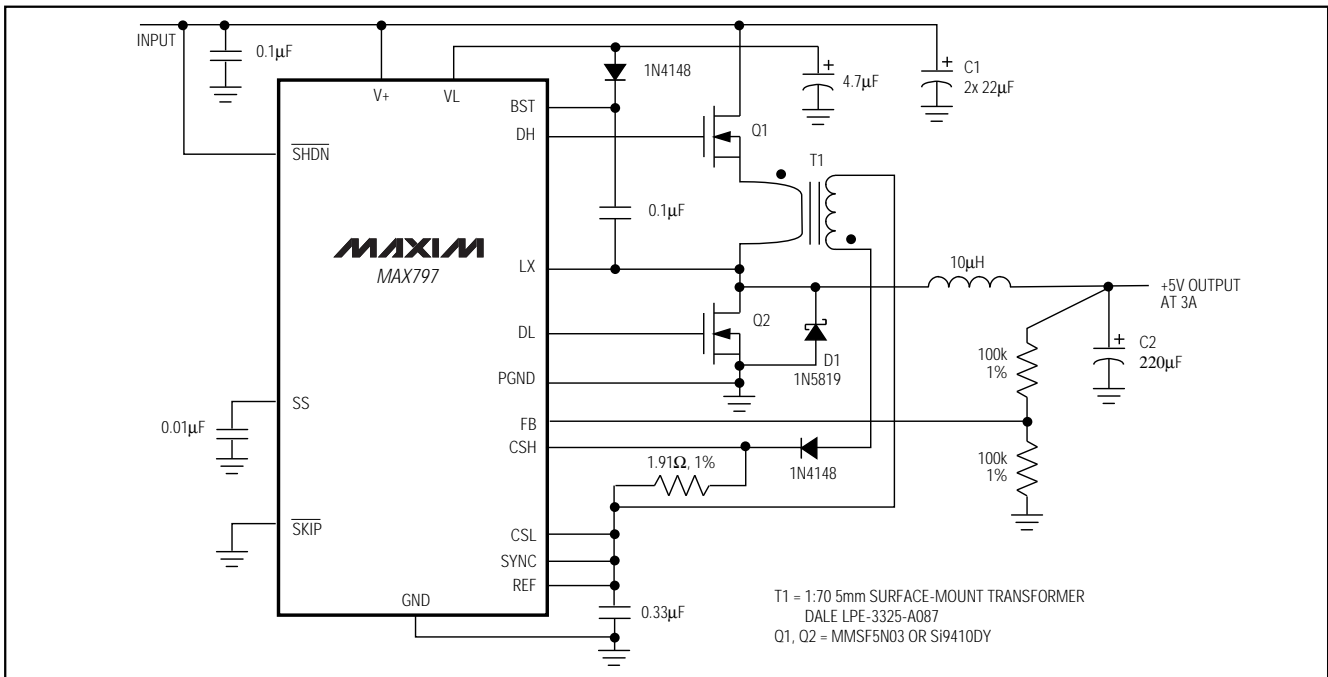 INPUT
0.1µF
V+
VL
1N4148
4.7µF
+
+
C1
2x 22µF
BST
DH
Q1
SHDN
T1
0.1µF
MAXIM
MAX797
LX
10µH
+5V OUTPUT
AT 3A
DL
Q2
D1
1N5819
+
C2
220µF
100k
1%
PGND
SS
0.01µF
FB
CSH
1N4148
1.91Ω, 1%
100k
1%
SKIP
CSL
SYNC
REF
GND
0.33µF
T1 = 1:70 5mm SURFACE-MOUNT TRANSFORMER
DALE LPE-3325-A087
Q1, Q2 = MMSF5N03 OR Si9410DY